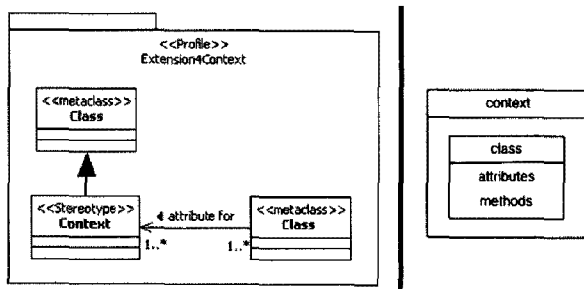 <<Profile>>
Extension4Context
<<metaclass>>
Class
<<Stereotype>>
Context
attribute for
1..*
1..*
<<metaclass>>
Class
context
class
attributes
methods